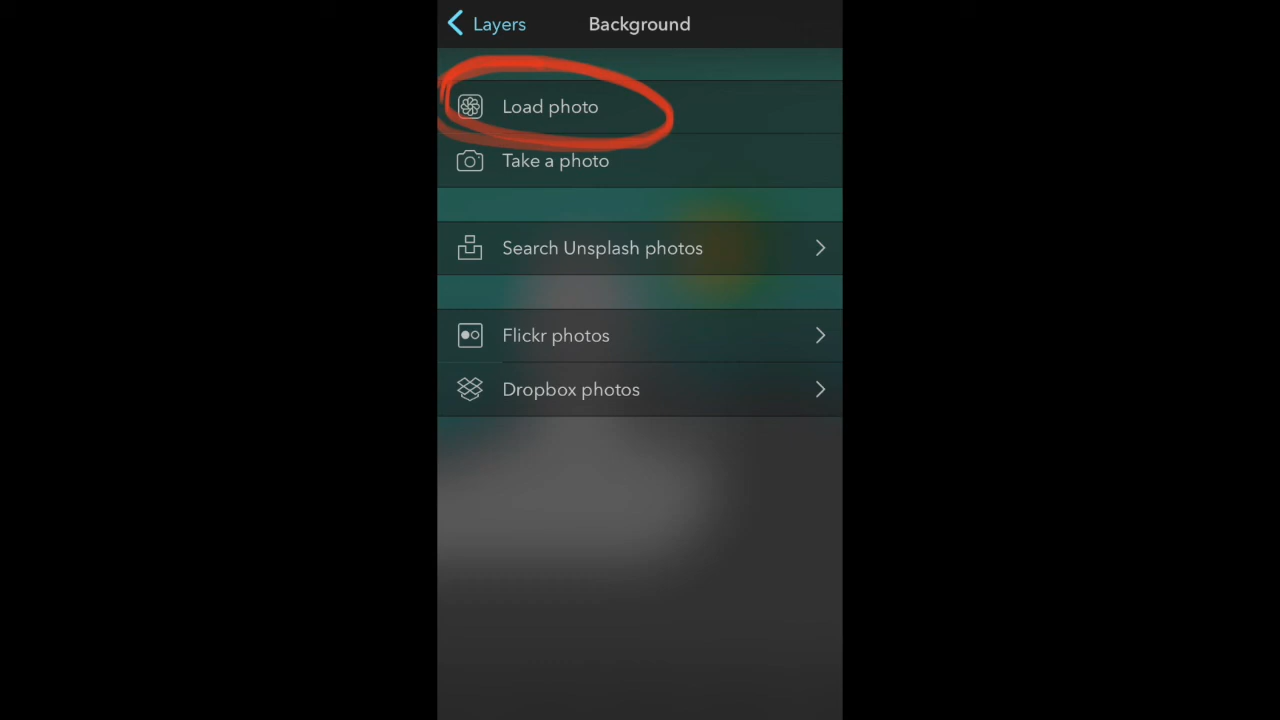 Layers Background
Load photo
Take a photo
Search Unsplash photos
Flickr photos
Dropbox photos